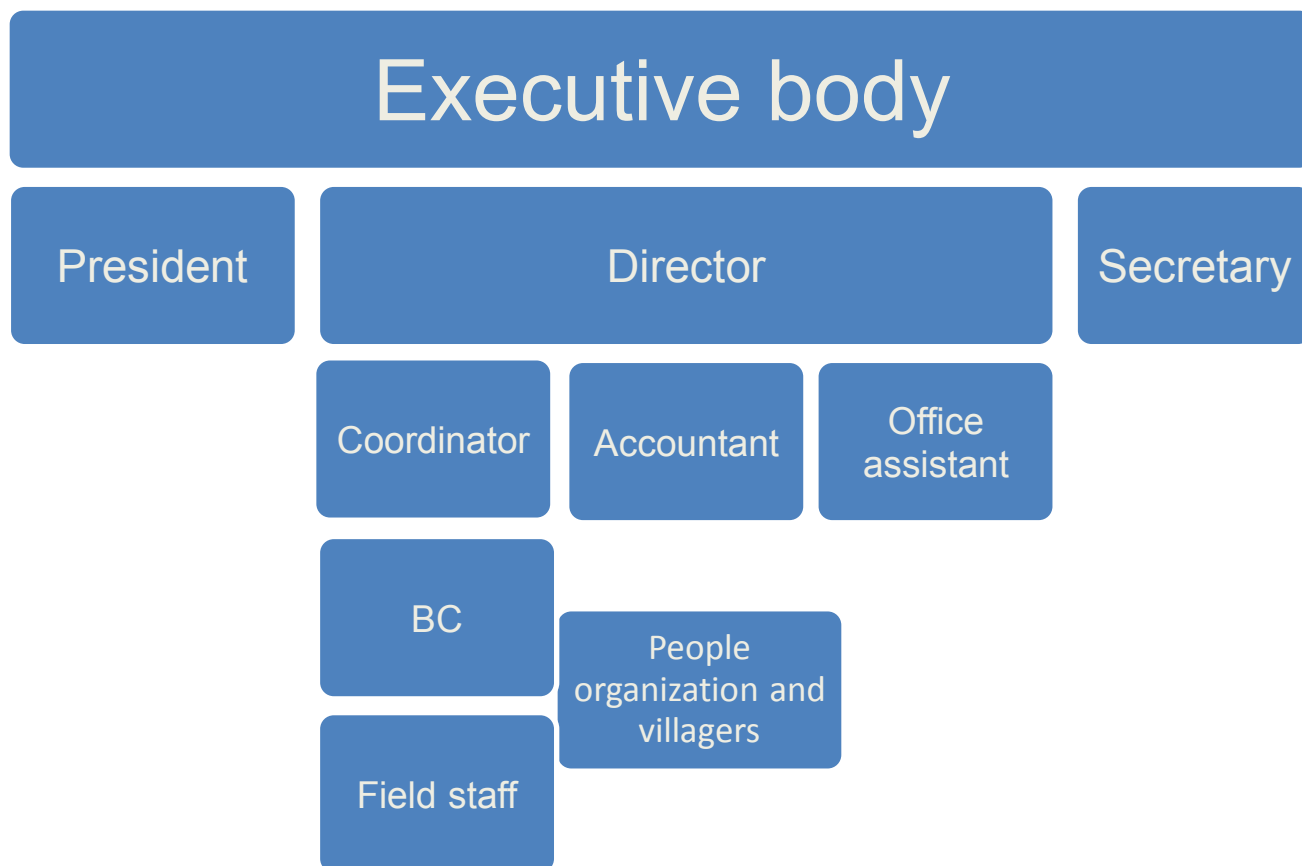 Executive body
President
Director
Secretary
Coordinator
Accountant
Office
assistant
BC
People
organization and
villagers
Field staff